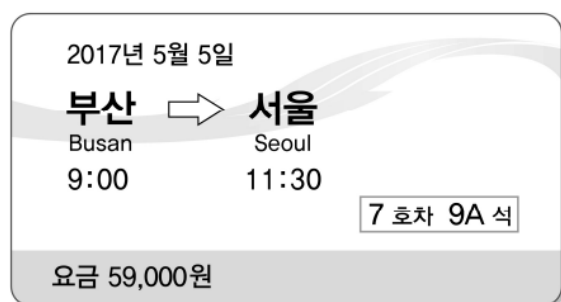 2017년 5월 5일
부산 ⇨ 서울
Busan Seoul
9:00 11:30
7 호차 9A 석
요금 59,000원